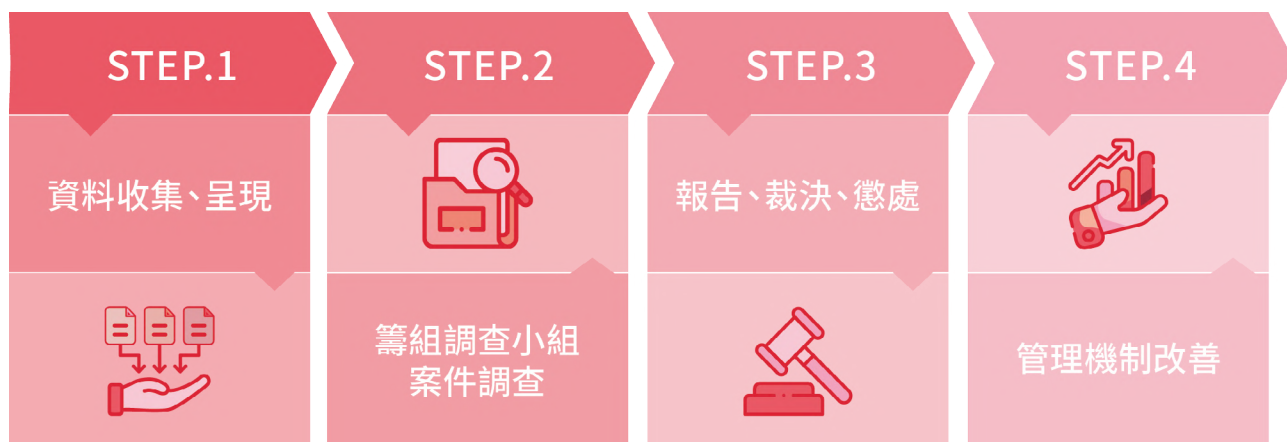 STEP.1
資料收集、呈現
STEP.2
籌組調查小組
案件調查
STEP.3
報告、裁決、懲處
STEP.4
管理機制改善